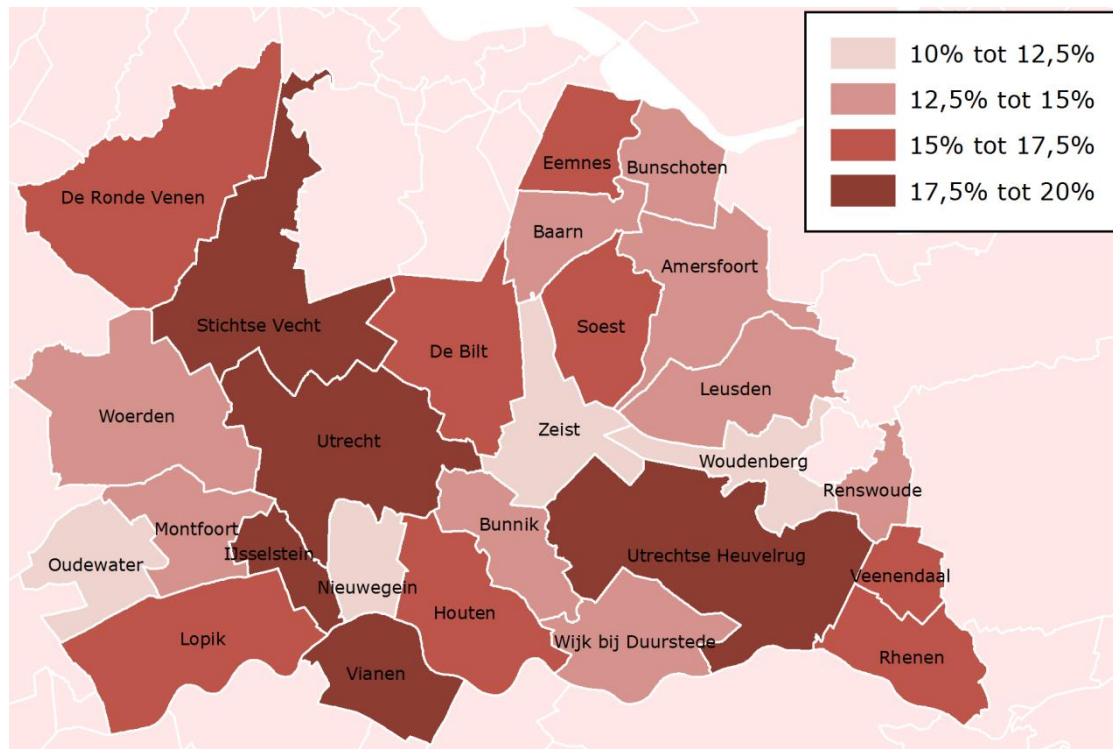 10% tot 12,5%
12,5% tot 15%
15% tot 17,5%
17,5% tot 20%
Eemnes
Bunschoten
De Ronde Venen
Baarn
Amersfoort
Stichtse Vecht
Soest
De Bilt
Leusden
Woerden
Zeist
Utrecht
Woudenberg
Renswoude
Montfoort
Bunnik
IJsselstein
Utrechtse Heuvelrug
Oudewater
Veenendaal
Nieuwegein
Houten
Lopik
Wijk bij Duurstede
Rhenen
Vianen